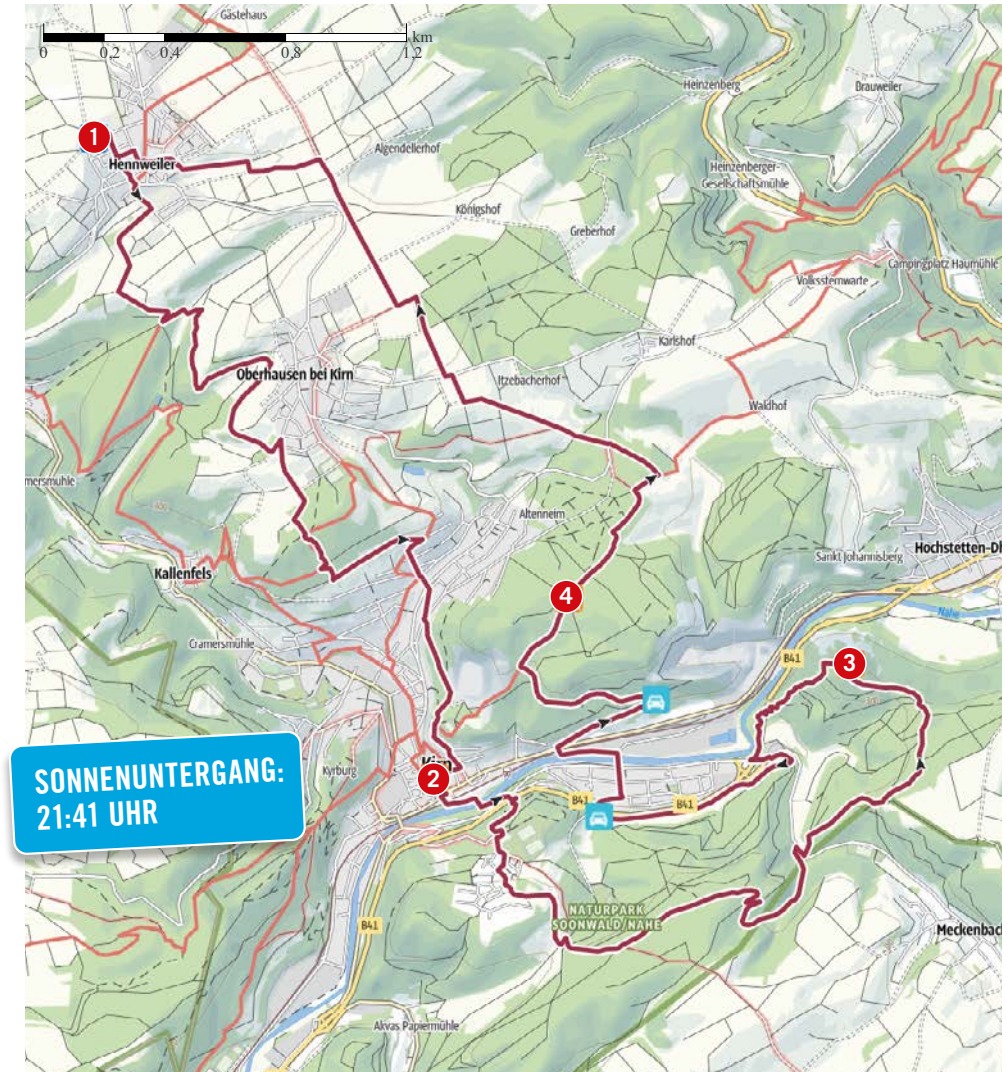 Gästehaus
km
0
0,2
0,4
0,8
1,2
Heinzenberg
Brauweiler
1
Hennweiler
Algendellerhof
Heinzenberger-
Gesellschaftsmühle
Königshof
Greberhof
Campingplatz Haumühle
Volkssternwarte
Karlshof
Oberhausen bei Kirn
Itzebacherhof
Waldhof
mersmühle
Altenneim
Sankt Johannisberg
Hochstetten-Dh
Kallenfels
4
Nahe
Cramersmühle
B41
3
SONNENUNTERGANG:
21:41 UHR
Kyrburg
Kirn
2
B41
B41
NATURPARK
SOONWALD/NAHE
B41
Meckenbac
Akvas Papiermühle